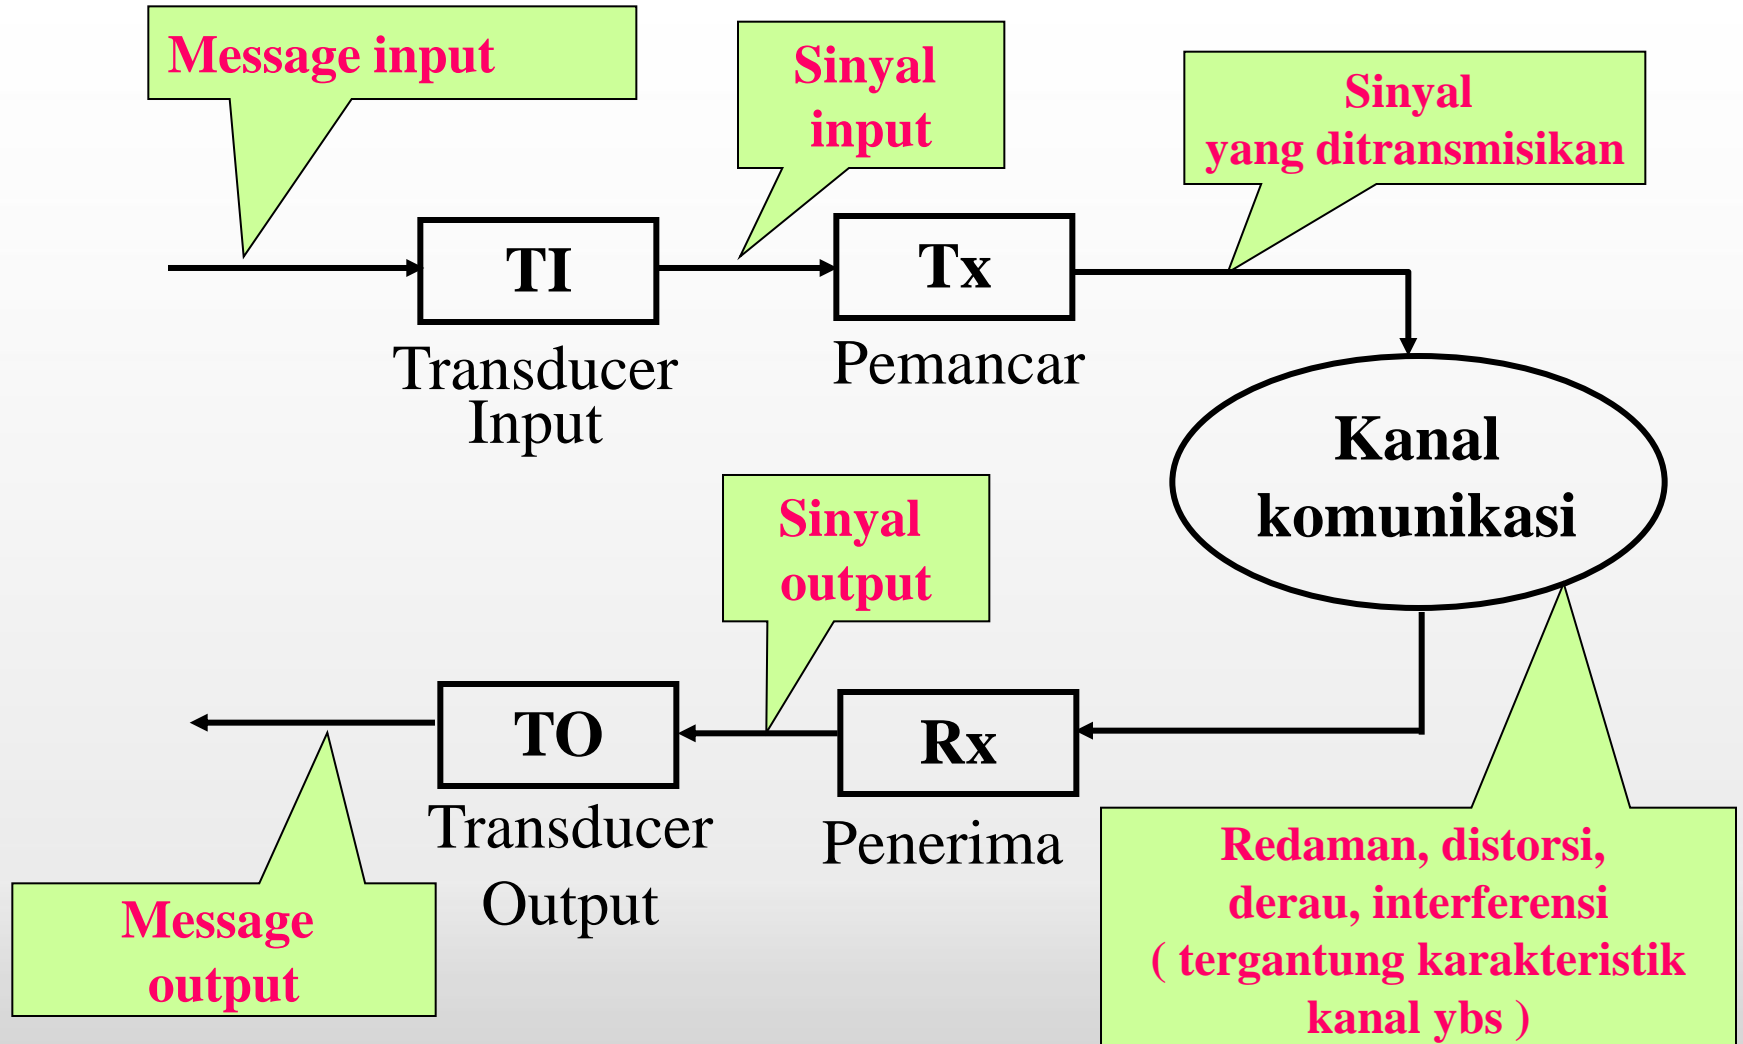 Message input
Sinyal
input
Sinyal
yang ditransmisikan
TI
Tx
Transducer
Input
Pemancar
Kanal
komunikasi
Sinyal
output
TO
Rx
Transducer
Output
Penerima
Message
output
Redaman, distorsi,
derau, interferensi
( tergantung karakteristik
kanal ybs )